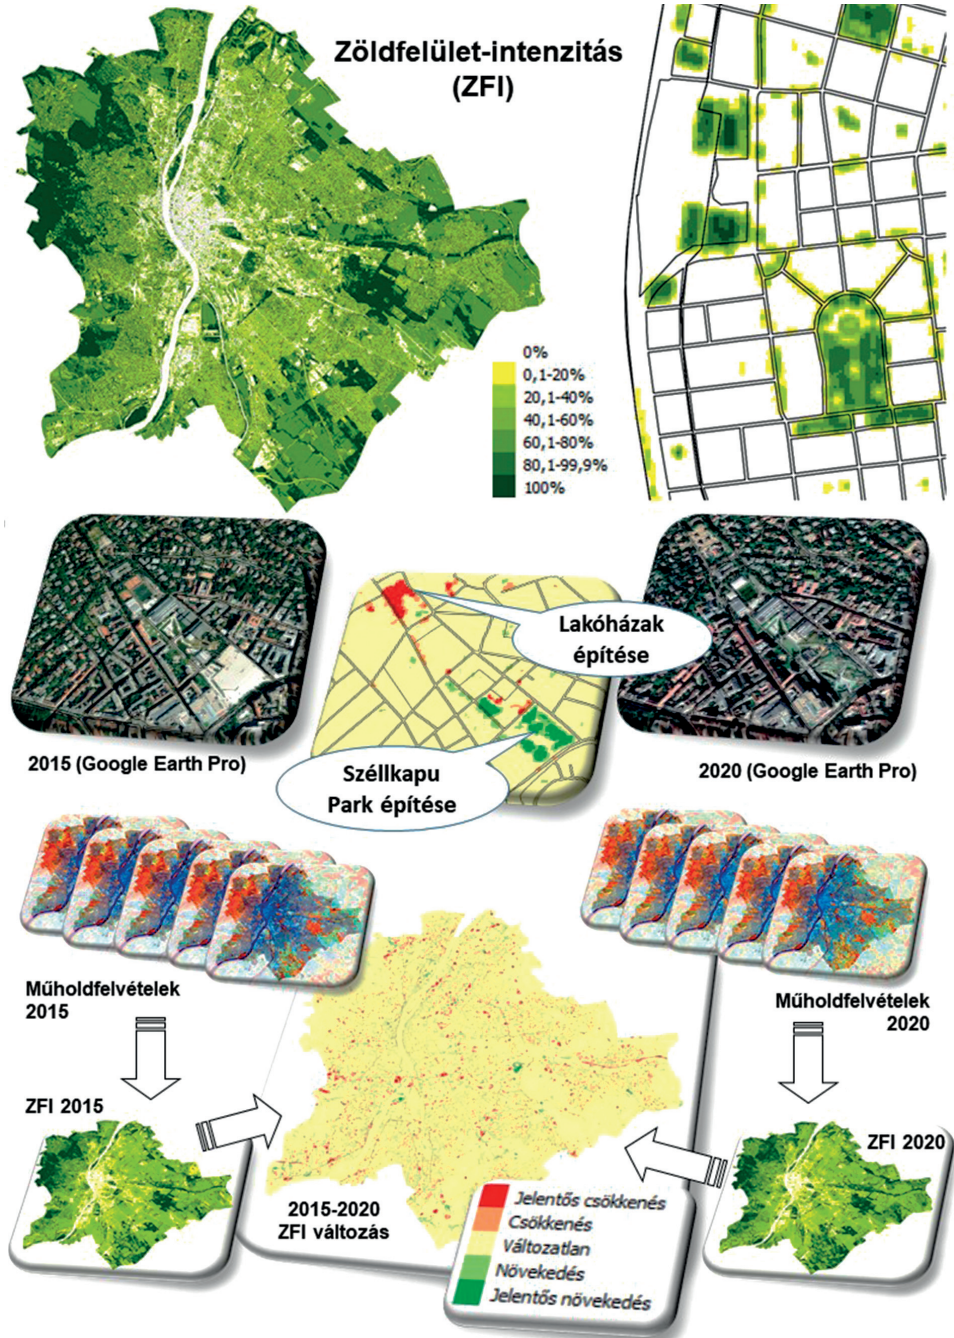 Zöldfelület-intenzitás
(ZFI)
0%
0,1-20%
20,1-40%
40,1-60%
60,1-80%
80,1-99,9%
100%
Lakóházak
építése
2015 (Google Earth Pro)
Széllkapu
Park építése
2020 (Google Earth Pro)
Műholdfelvételek
2015
Műholdfelvételek
2020
ZFI 2015
ZFI 2020
2015-2020
ZFI változás
Jelentős csökkenés
Csökkenés
Változatlan
Növekedés
Jelentős növekedés